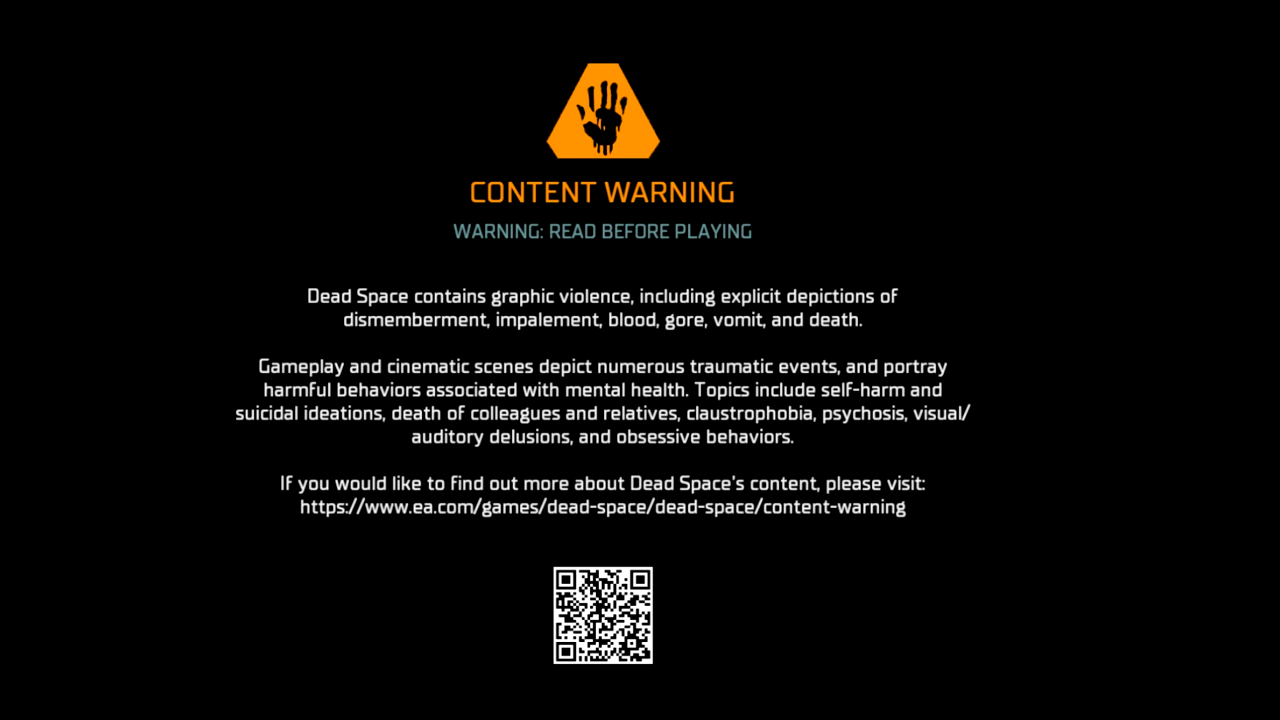 CONTENT WARNING
WARNING: READ BEFORE PLAYING
Dead Space contains graphic violence, including explicit depictions of
dismemberment, impalement, blood, gore, vomit, and death.
Gameplay and cinematic scenes depict numerous traumatic events, and portray
harmful behaviors associated with mental health. Topics include self-harm and
suicidal ideations, death of colleagues and relatives, claustrophobia, psychosis, visual/
auditory delusions, and obsessive behaviors.
If you would like to find out more about Dead Space's content, please visit:
https://www.ea.com/games/dead-space/dead-space/content-warning